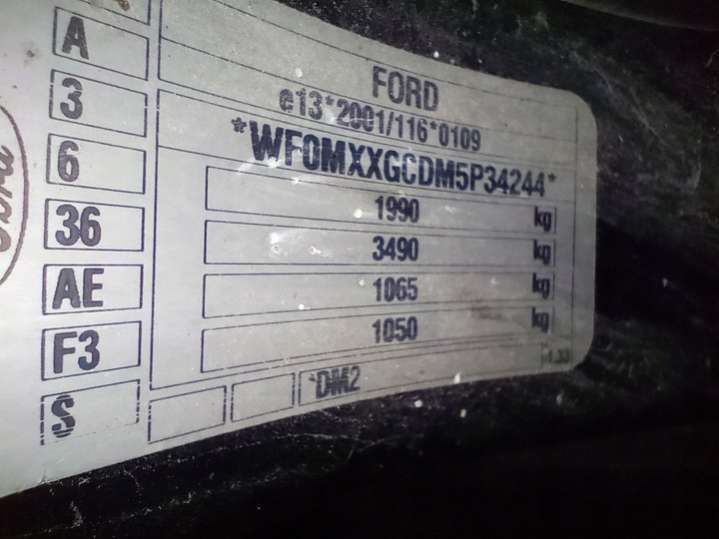 FORD
e13*2001/116*0109
*WF0MXXGCDM5P34244*
1990 kg
3490 kg
1065 kg
1050 kg
*DM2
A
3
6
36
AE
F3
S